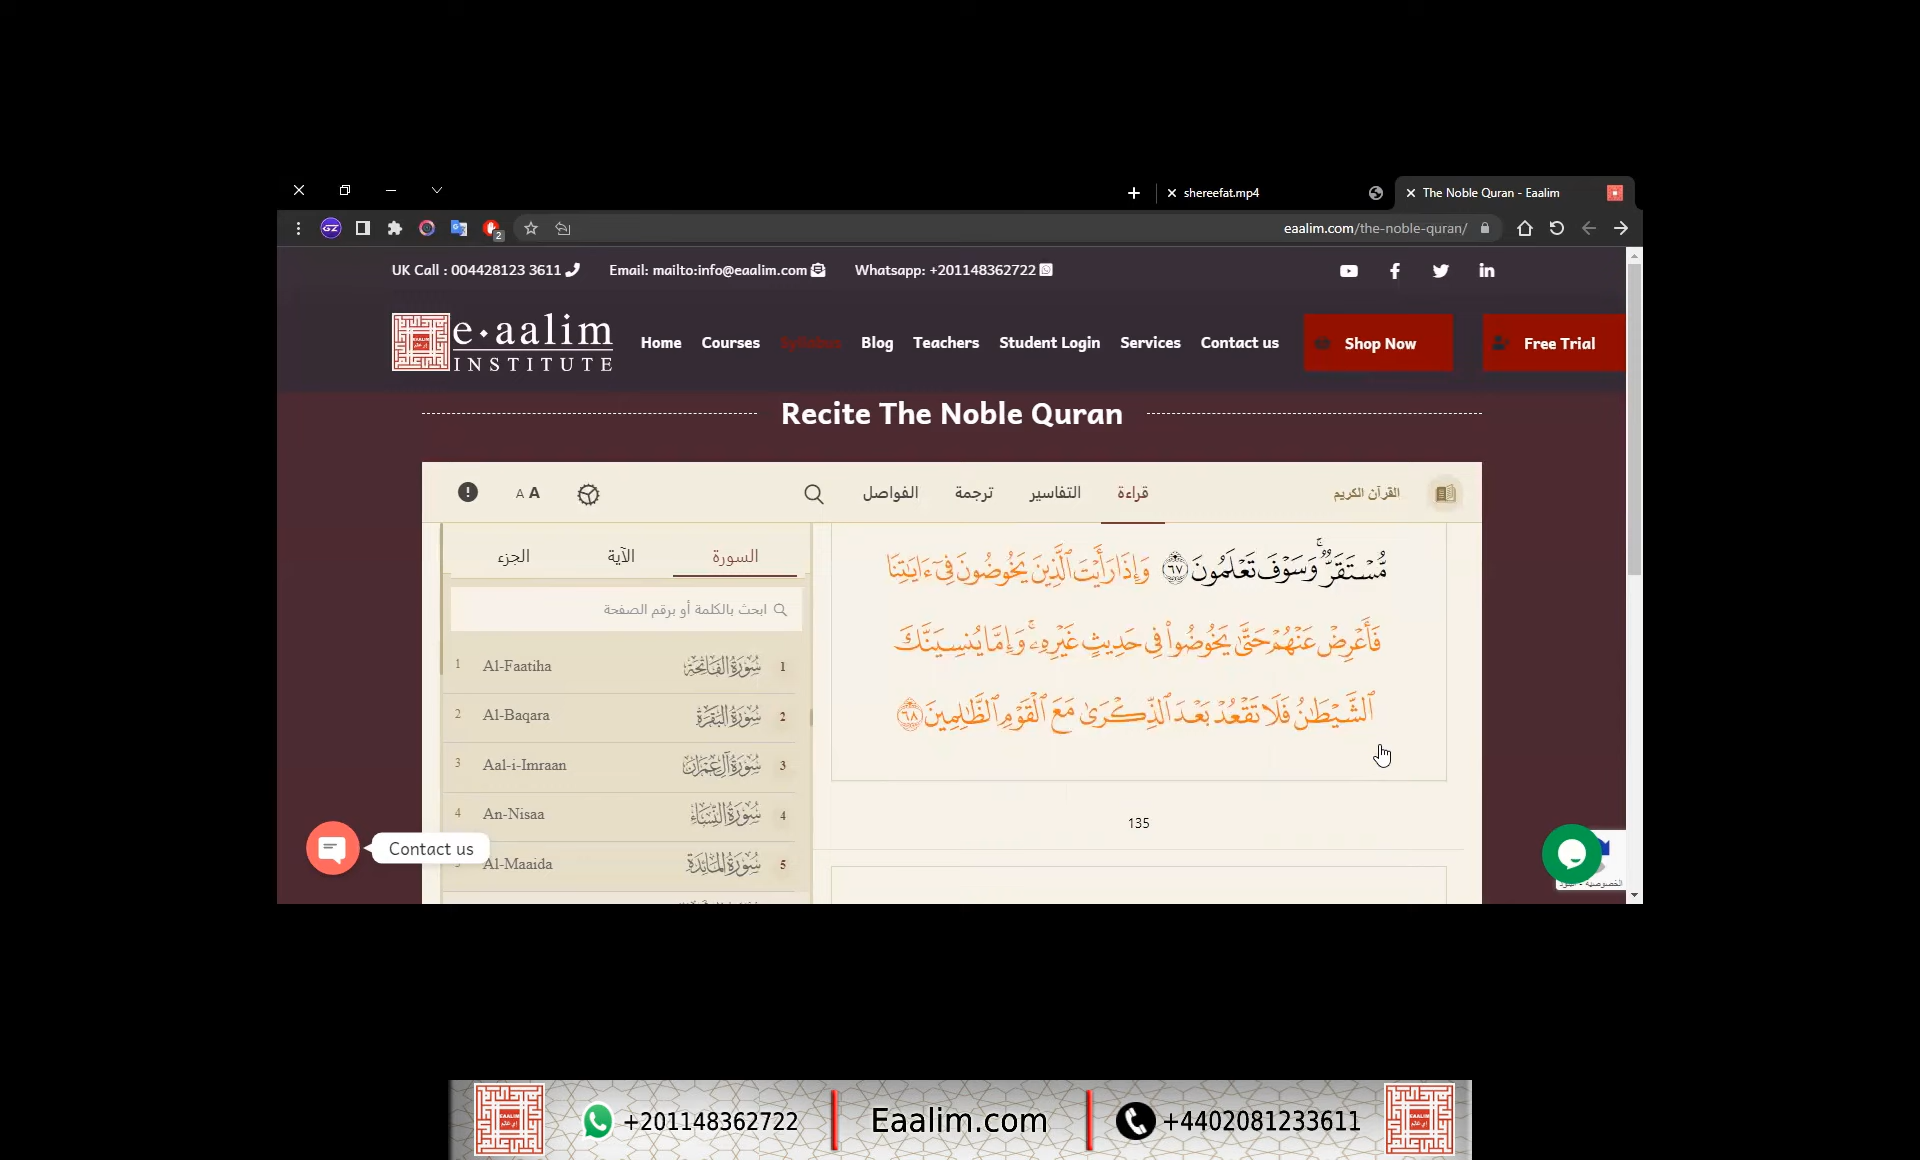 shereefat.mp4
The Noble Quran - Eaalim
2
eaalim.com/the-noble-quran/
UK Call : 004428123 3611
Email: mailto:info@eaalim.com
Whatsapp: +201148362722
e·aalim
INSTITUTE
Home
Courses
Syllabus
Blog
Teachers
Student Login
Services
Contact us
Shop Now
Free Trial
Recite The Noble Quran
A A
الفواصل
ترجمة
التفاسير
قراءة
القرآن الكريم
السورة
الآية
الجزء
ابحث بالكلمة أو برقم الصفحة
1 Al-Faatiha سُورَةُ الفَاتِحَةِ 1
2 Al-Baqara سُورَةُ البَقَرَةِ 2
3 Aal-i-Imraan سُورَةُ آلِ عِمۡرَانَ 3
4 An-Nisaa سُورَةُ النِّسَاءِ 4
5 Al-Maaida سُورَةُ المَائـِدَةِ 5
مُّسۡتَقَرّٞۚ وَسَوۡفَ تَعۡلَمُونَ ٦٧ وَإِذَا رَأَيۡتَ ٱلَّذِينَ يَخُوضُونَ فِيٓ ءَايَٰتِنَا
فَأَعۡرِضۡ عَنۡهُمۡ حَتَّىٰ يَخُوضُواْ فِي حَدِيثٍ غَيۡرِهِۦۚ وَإِمَّا يُنسِيَنَّكَ
ٱلشَّيۡطَٰنُ فَلَا تَقۡعُدۡ بَعۡدَ ٱلذِّكۡرَىٰ مَعَ ٱلۡقَوۡمِ ٱلظَّٰلِمِينَ ٦٨
135
Contact us
+201148362722
Eaalim.com
+4402081233611